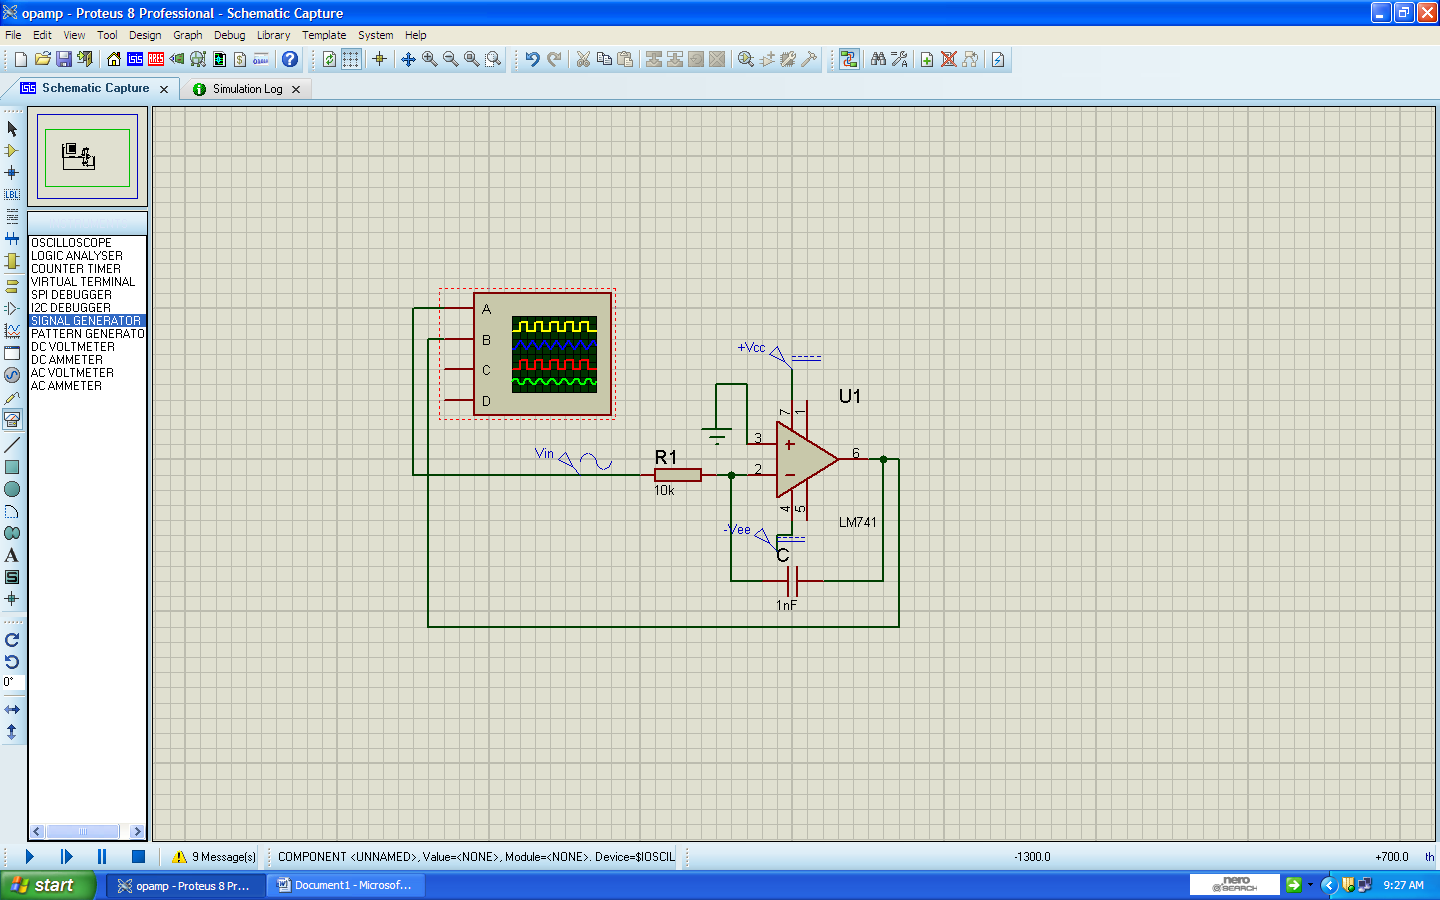 opamp - Proteus 8 Professional - Schematic Capture
File Edit View Tool Design Graph Debug Library Template System Help
Schematic Capture
Simulation Log
OSCILLOSCOPE
LOGIC ANALYSER
COUNTER TIMER
VIRTUAL TERMINAL
SPI DEBUGGER
I2C DEBUGGER
SIGNAL GENERATOR
PATTERN GENERATO
DC VOLTMETER
DC AMMETER
AC VOLTMETER
AC AMMETER
LBL
A
S
0°
A
B
C
D
+Vcc
U1
7
1
3
6
Vin
R1
2
10k
4
5
LM741
-Vee
C
1nF
9 Message(s)
COMPONENT <UNNAMED>, Value=<NONE>, Module=<NONE>. Device=$IOSCIL
-1300.0
+700.0
th
start
opamp - Proteus 8 Pr...
Document1 - Microsof...
nero
SEARCH
9:27 AM